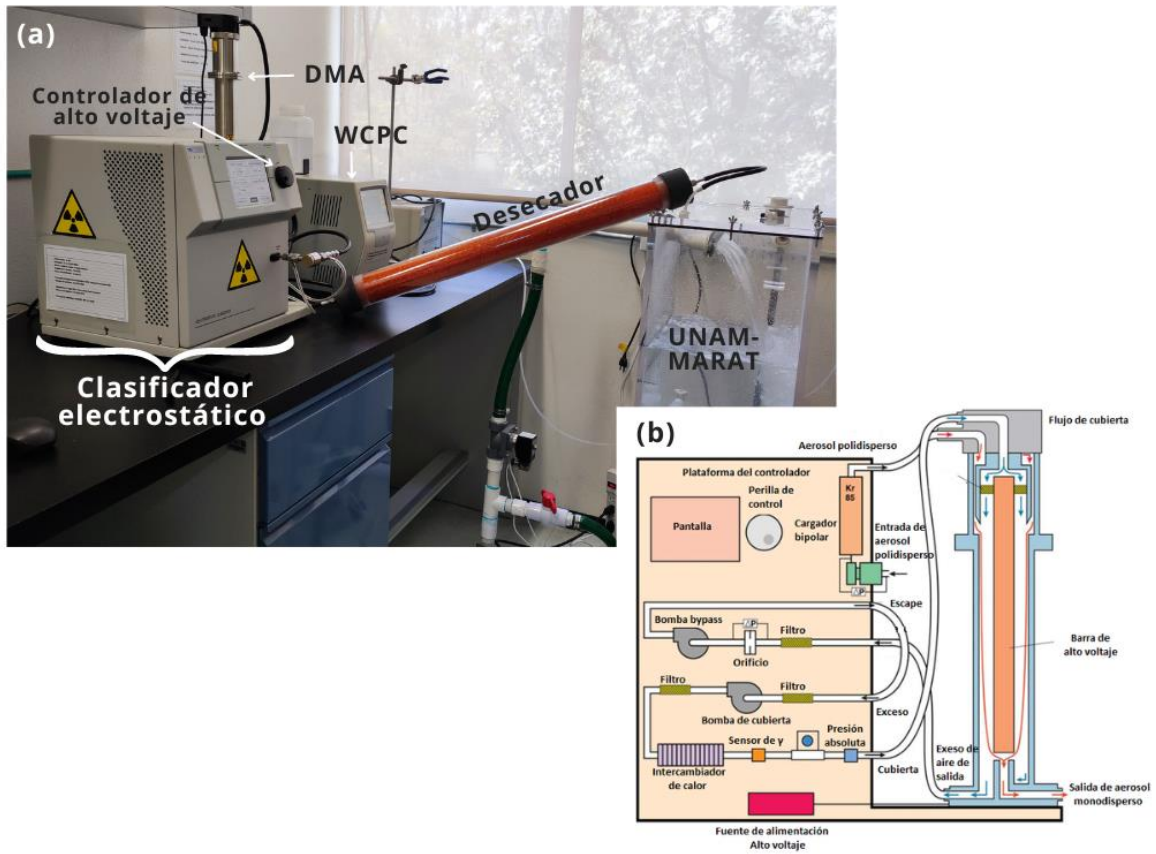 (a)
DMA
Controlador de
alto voltaje
WCPC
Desecador
UNAM-
MARAT
Clasificador
electrostático
(b)
Flujo de cubierta
Aerosol polidisperso
Plataforma del controlador
Kr
85
Perilla de
control
Pantalla
Cargador
bipolar
Entrada de
aerosol
polidisperso
ΔP
Escape
Bomba bypass
ΔP
Filtro
Orificio
Barra de
alto voltaje
Filtro
Filtro
Exceso
Bomba de cubierta
Sensor de γ
Presión
absoluta
Intercambiador
de calor
Cubierta
Exeso de
aire de
salida
Salida de aerosol
monodisperso
Fuente de alimentación
Alto voltaje